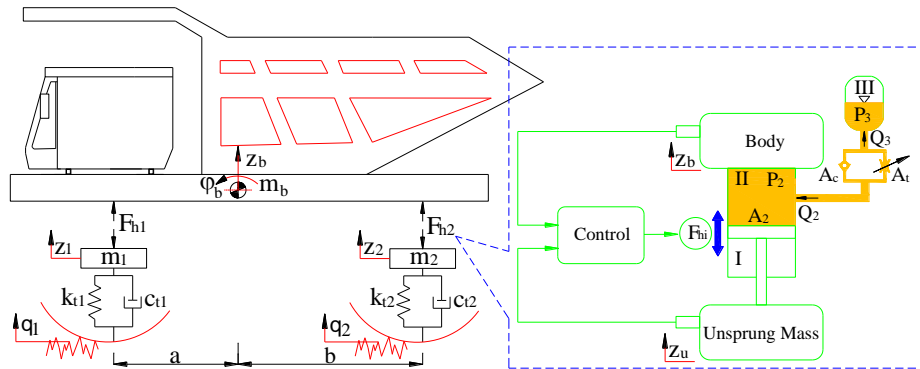 z_b
φ_b
m_b
F_h1
F_h2
z_1
m_1
z_2
m_2
k_t1
c_t1
k_t2
c_t2
q_1
q_2
a
b
Body
z_b
II
P_2
A_2
I
Control
F_hi
Unsprung Mass
z_u
III
P_3
Q_3
A_c
A_t
Q_2